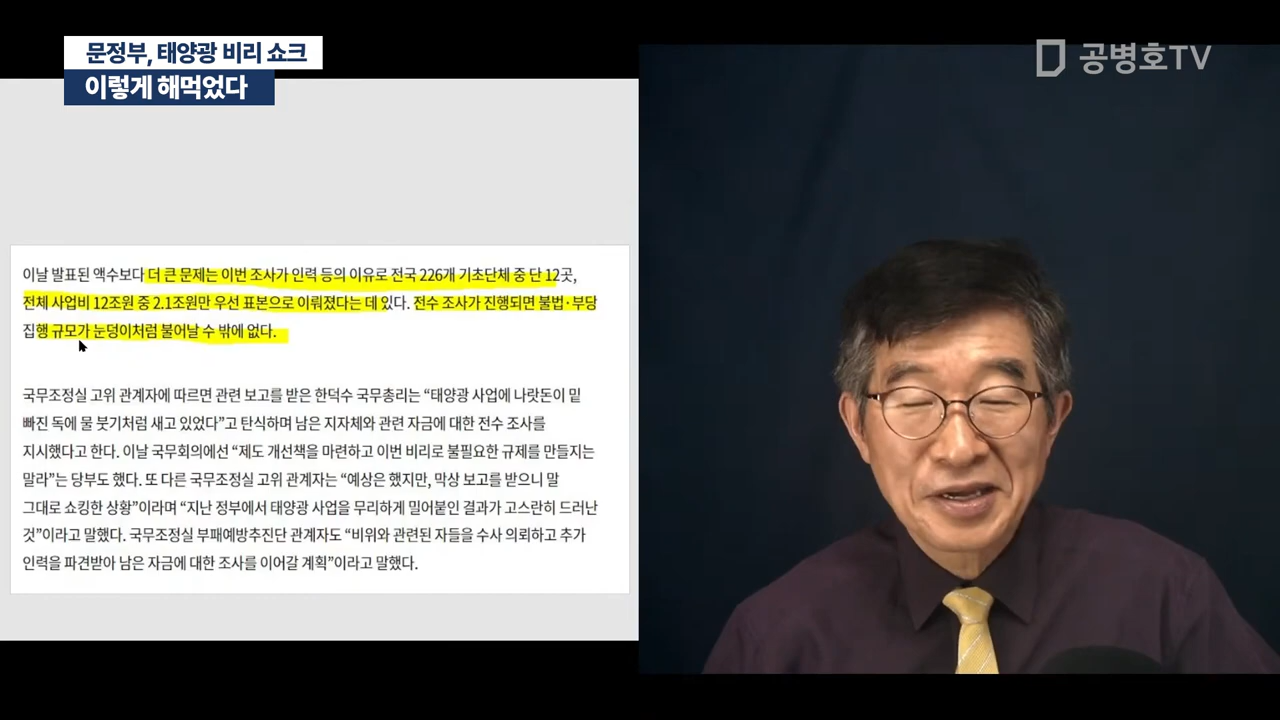 문정부, 태양광 비리 쇼크
이렇게 해먹었다
공병호TV
이날 발표된 액수보다 더 큰 문제는 이번 조사가 인력 등의 이유로 전국 226개 기초단체 중 단 12곳,
전체 사업비 12조원 중 2.1조원만 우선 표본으로 이뤄졌다는 데 있다. 전수 조사가 진행되면 불법·부당
집행 규모가 눈덩이처럼 불어날 수 밖에 없다.
국무조정실 고위 관계자에 따르면 관련 보고를 받은 한덕수 국무총리는 “태양광 사업에 나랏돈이 밑
빠진 독에 물 붓기처럼 새고 있었다”고 탄식하며 남은 지자체와 관련 자금에 대한 전수 조사를
지시했다고 한다. 이날 국무회의에선 “제도 개선책을 마련하고 이번 비리로 불필요한 규제를 만들지는
말라”는 당부도 했다. 또 다른 국무조정실 고위 관계자는 “예상은 했지만, 막상 보고를 받으니 말
그대로 쇼킹한 상황”이라며 “지난 정부에서 태양광 사업을 무리하게 밀어붙인 결과가 고스란히 드러난
것”이라고 말했다. 국무조정실 부패예방추진단 관계자도 “비위와 관련된 자들을 수사 의뢰하고 추가
인력을 파견받아 남은 자금에 대한 조사를 이어갈 계획”이라고 말했다.